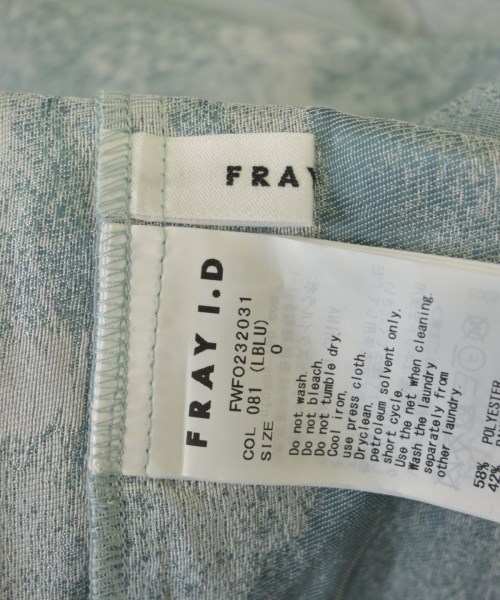 FRAY
FRAY I.D
FWFO232031
COL 081 (LBLU)
SIZE 0
Do not wash.
Do not bleach.
Do not tumble dry.
Cool iron.
use press cloth.
Dryclean.
petroleum solvent only.
short cycle.
Use the net when cleaning.
Wash the laundry
separately from
other laundry.
58% POLYESTER
42%